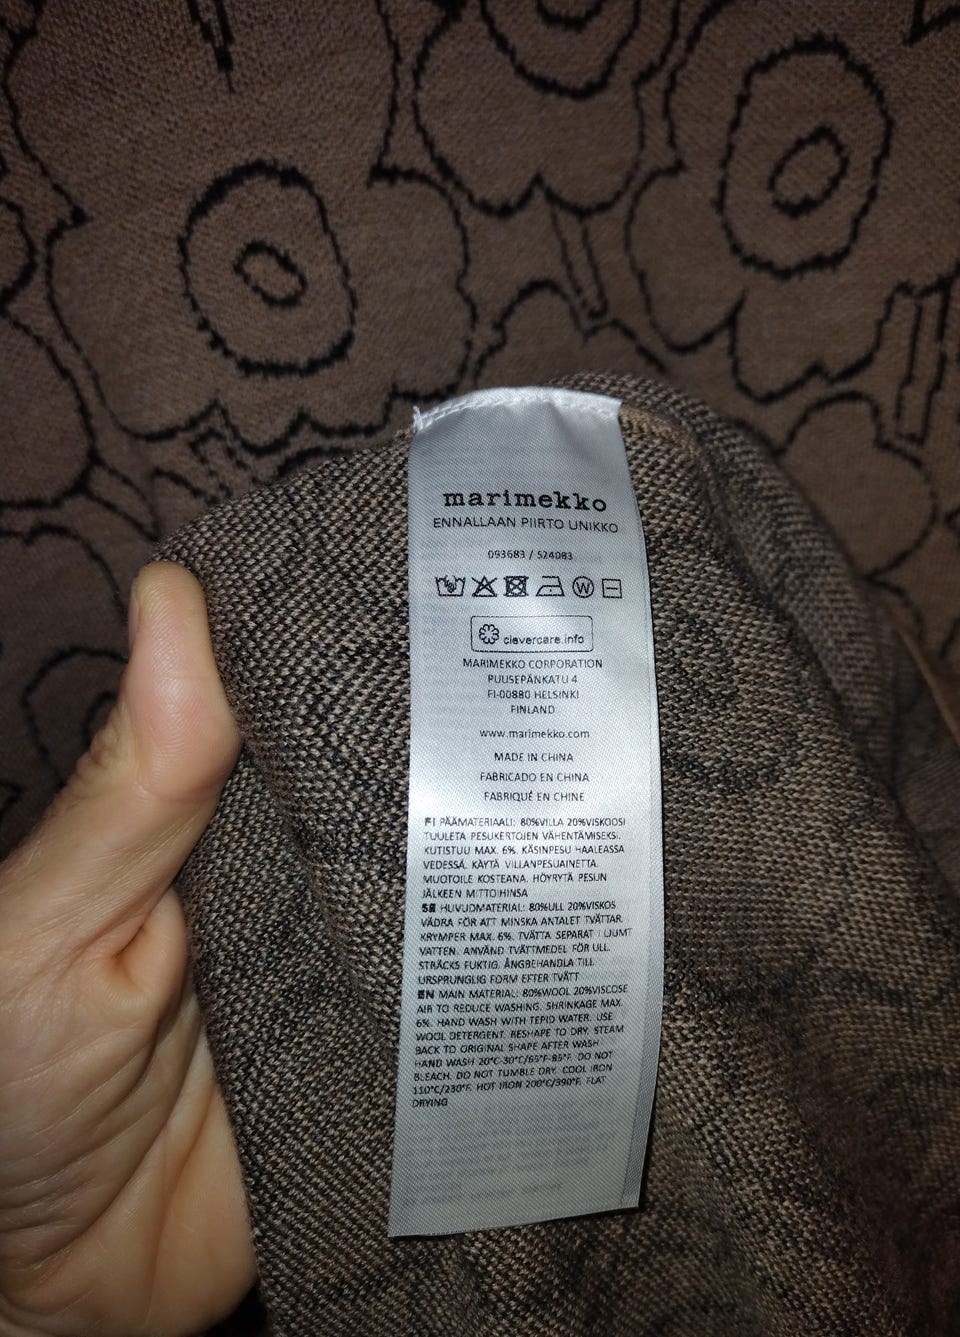 marimekko
ENNALLAAN PIIRTO UNIKKO
093683 / 524083
W
clevercare.info
MARIMEKKO CORPORATION
PUUSEPÄNKATU 4
FI-00880 HELSINKI
FINLAND
www.marimekko.com
MADE IN CHINA
FABRICADO EN CHINA
FABRIQUÉ EN CHINE
FI PÄÄMATERIAALI: 80%VILLA 20%VISKOOSI
TUULETA PESUKERTOJEN VÄHENTÄMISEKSI.
KUTISTUU MAX. 6%. KÄSINPESU HAALEASSA
VEDESSÄ. KÄYTÄ VILLANPESUAINETTA.
MUOTOILE KOSTEANA. HÖYRYTÄ PESUN
JÄLKEEN MITTOIHINSA
SE HUVUDMATERIAL: 80%ULL 20%VISKOS
VÄDRA FÖR ATT MINSKA ANTALET TVÄTTAR.
KRYMPER MAX. 6%. TVÄTTA SEPARAT I LJUMT
VATTEN. ANVÄND TVÄTTMEDEL FÖR ULL.
STRÄCKS FUKTIG. ÅNGBEHANDLA TILL
URSPRUNGLIG FORM EFTER TVÄTT
EN MAIN MATERIAL: 80%WOOL 20%VISCOSE
AIR TO REDUCE WASHING. SHRINKAGE MAX.
6%. HAND WASH WITH TEPID WATER. USE
WOOL DETERGENT. RESHAPE TO DRY. STEAM
BACK TO ORIGINAL SHAPE AFTER WASH
HAND WASH 20°C-30°C/65°F-85°F. DO NOT
BLEACH. DO NOT TUMBLE DRY. COOL IRON
110°C/230°F. HOT IRON 200°C/390°F. FLAT
DRYING